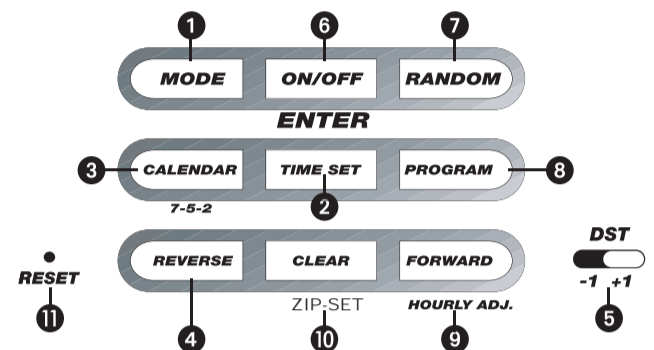 1 6 7
MODE ON/OFF RANDOM
ENTER
3 CALENDAR TIME SET PROGRAM 8
7-5-2 2
DST
REVERSE CLEAR FORWARD
RESET ZIP-SET HOURLY ADJ. -1 +1
11 4 10 9 5